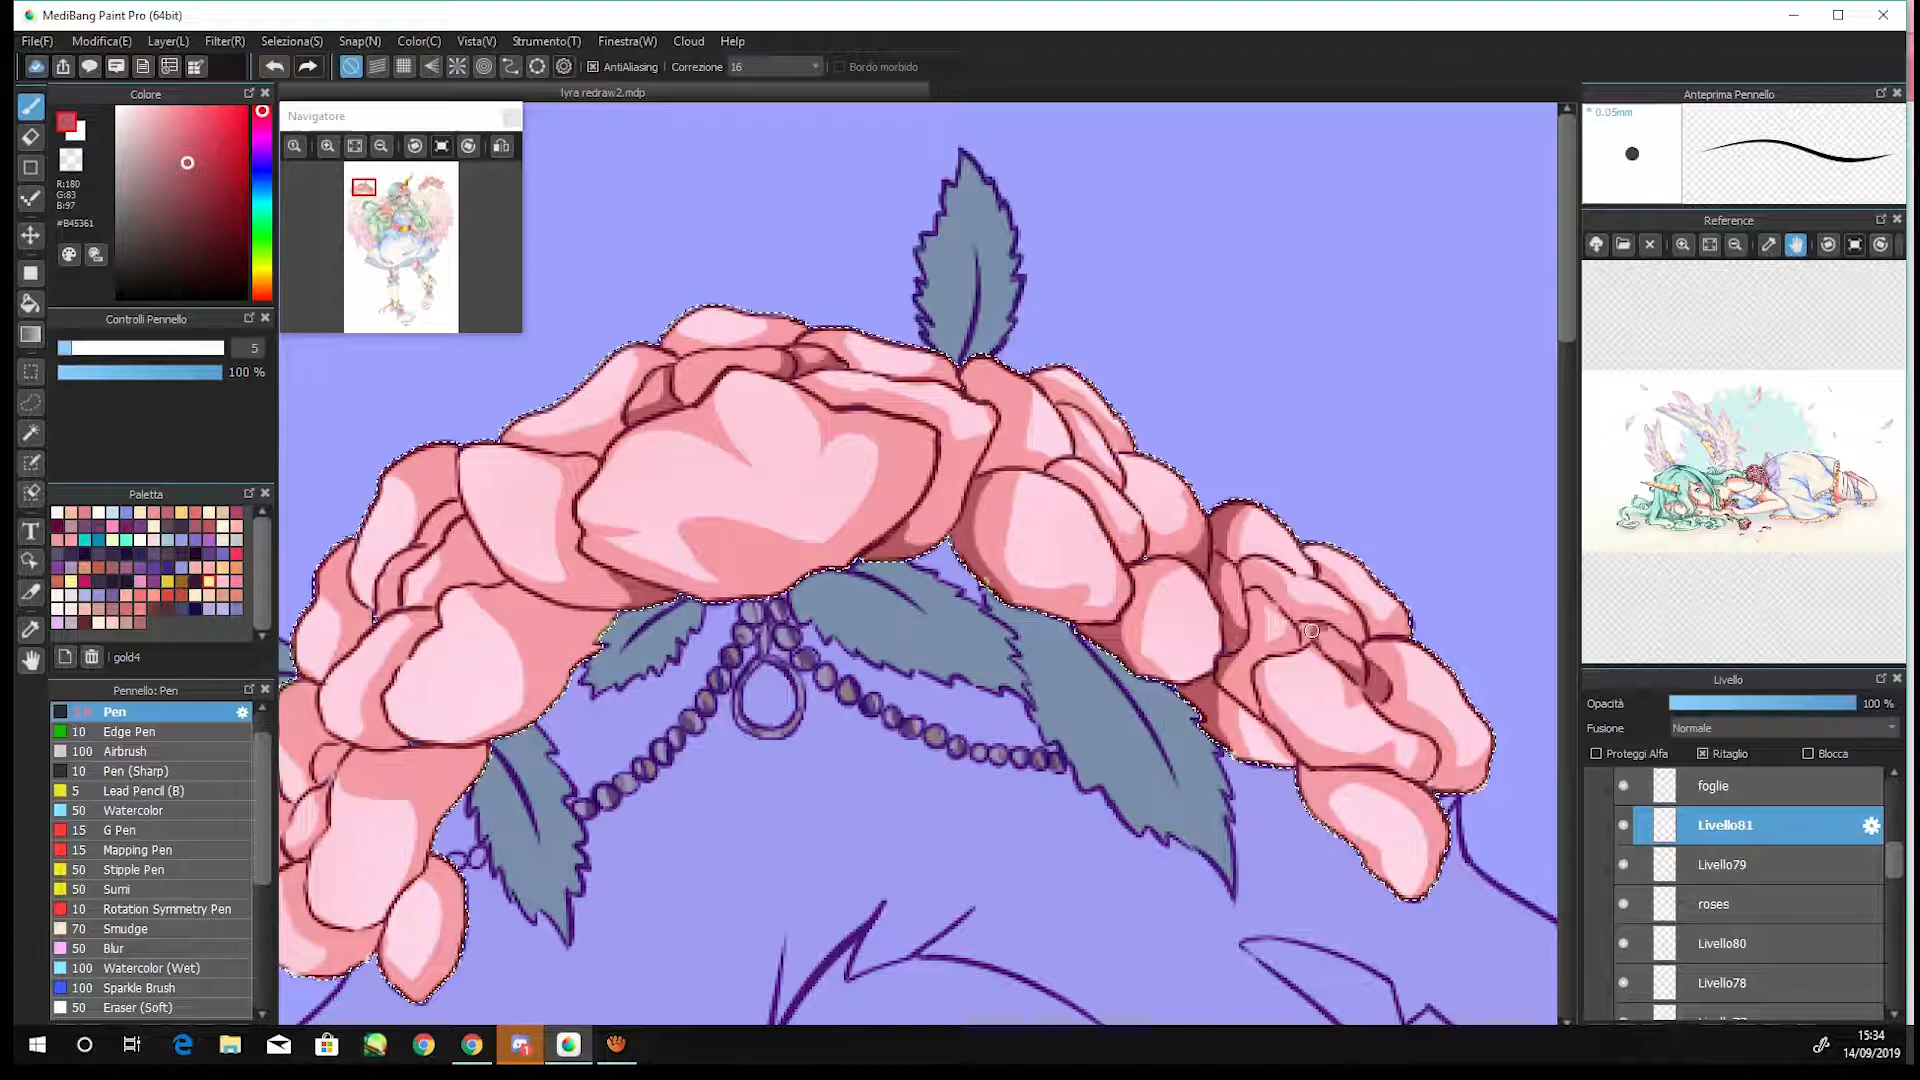 MediBang Paint Pro (64bit)
File(F) Modifica(E) Layer(L) Filter(R) Seleziona(S) Snap(N) Color(C) Vista(V) Strumento(T) Finestra(W) Cloud Help
AntiAliasing Correzione 16 Bordo morbido
lyra redraw2.mdp
Colore
R:180
G:83
B:97
#B45361
Navigatore
Controlli Pennello
5
100 %
Paletta
gold4
Pennello: Pen
Pen
10 Edge Pen
100 Airbrush
10 Pen (Sharp)
5 Lead Pencil (B)
50 Watercolor
15 G Pen
15 Mapping Pen
50 Stipple Pen
50 Sumi
10 Rotation Symmetry Pen
70 Smudge
50 Blur
100 Watercolor (Wet)
100 Sparkle Brush
50 Eraser (Soft)
Anteprima Pennello
* 0.05mm
Reference
Livello
Opacità 100 %
Fusione Normale
Proteggi Alfa Ritaglio Blocca
foglie
Livello81
Livello79
roses
Livello80
Livello78
15:34
14/09/2019